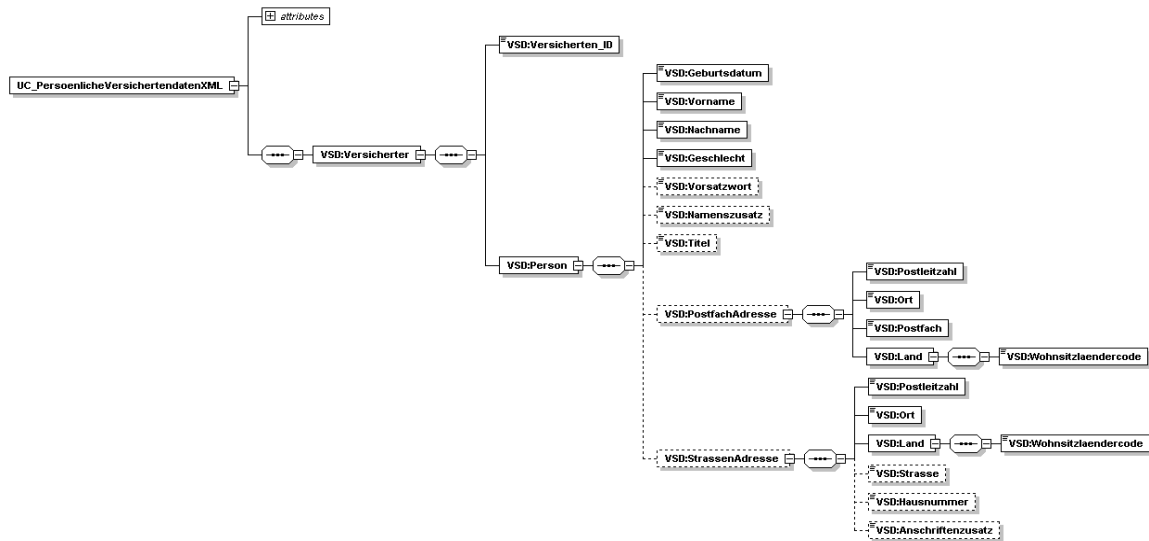 attributes
VSD:Versicherten_ID
VSD:Geburtsdatum
UC_PersoenlicheVersichertendatenXML
VSD:Vorname
VSD:Nachname
VSD:Versicherter
VSD:Geschlecht
VSD:Vorsatzwort
VSD:Namenszusatz
VSD:Titel
VSD:Person
VSD:Postleitzahl
VSD:Ort
VSD:PostfachAdresse
VSD:Postfach
VSD:Land
VSD:Wohnsitzlaendercode
VSD:Postleitzahl
VSD:Ort
VSD:Land
VSD:Wohnsitzlaendercode
VSD:StrassenAdresse
VSD:Strasse
VSD:Hausnummer
VSD:Anschriftenzusatz